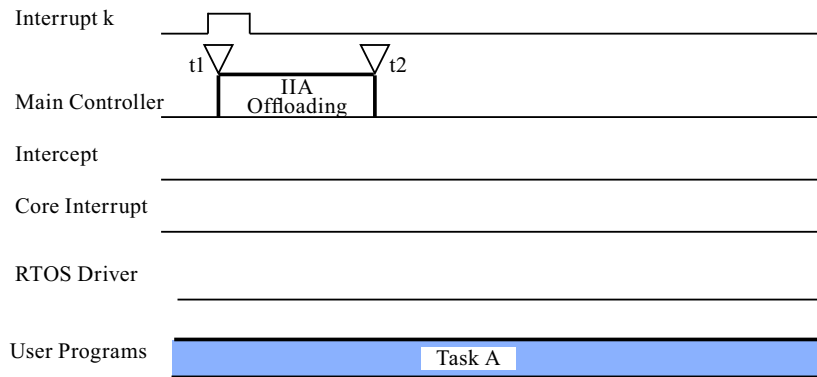 Interrupt k
t1
t2
IIA
Main Controller
Offloading
Intercept
Core Interrupt
RTOS Driver
User Programs
Task A